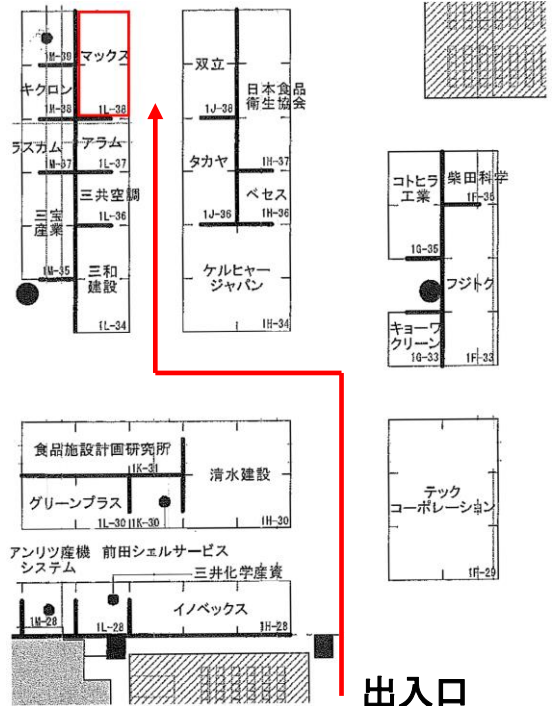 1M-39
マックス
キクロン
1M-38
1L-38
ラスカム
アラム
M-37
1L-37
三共空調
1L-36
三宝
産業
1M-35
三和
建設
1L-34
双立
日本食品
衛生協会
1J-38
タカヤ
1H-37
ベセス
1J-36
1H-36
ケルヒャー
ジャパン
1H-34
コトヒラ
工業
柴田科学
1F-36
1G-35
フジトク
キョーワ
クリーン
1G-33
1F-33
食品施設計画研究所
1K-31
清水建設
グリーンプラス
1L-30
1K-30
1H-30
テック
コーポレーション
1F-29
アンリツ産機
システム
前田シェルサービス
三井化学産資
イノベックス
1M-28
1L-28
1H-28
出入口